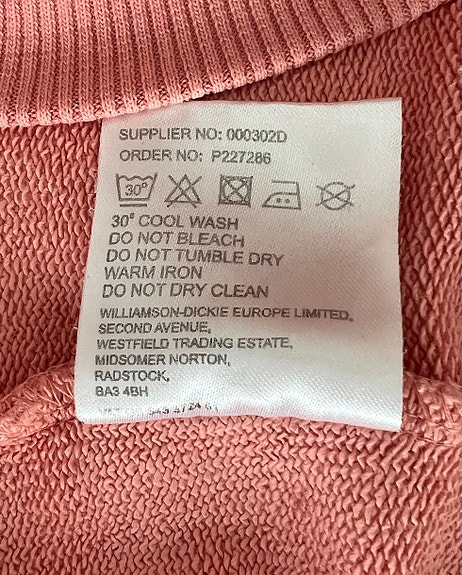 SUPPLIER NO: 000302D
ORDER NO: P227286
30°
30° COOL WASH
DO NOT BLEACH
DO NOT TUMBLE DRY
WARM IRON
DO NOT DRY CLEAN
WILLIAMSON-DICKIE EUROPE LIMITED,
SECOND AVENUE,
WESTFIELD TRADING ESTATE,
MIDSOMER NORTON,
RADSTOCK,
BA3 4BH